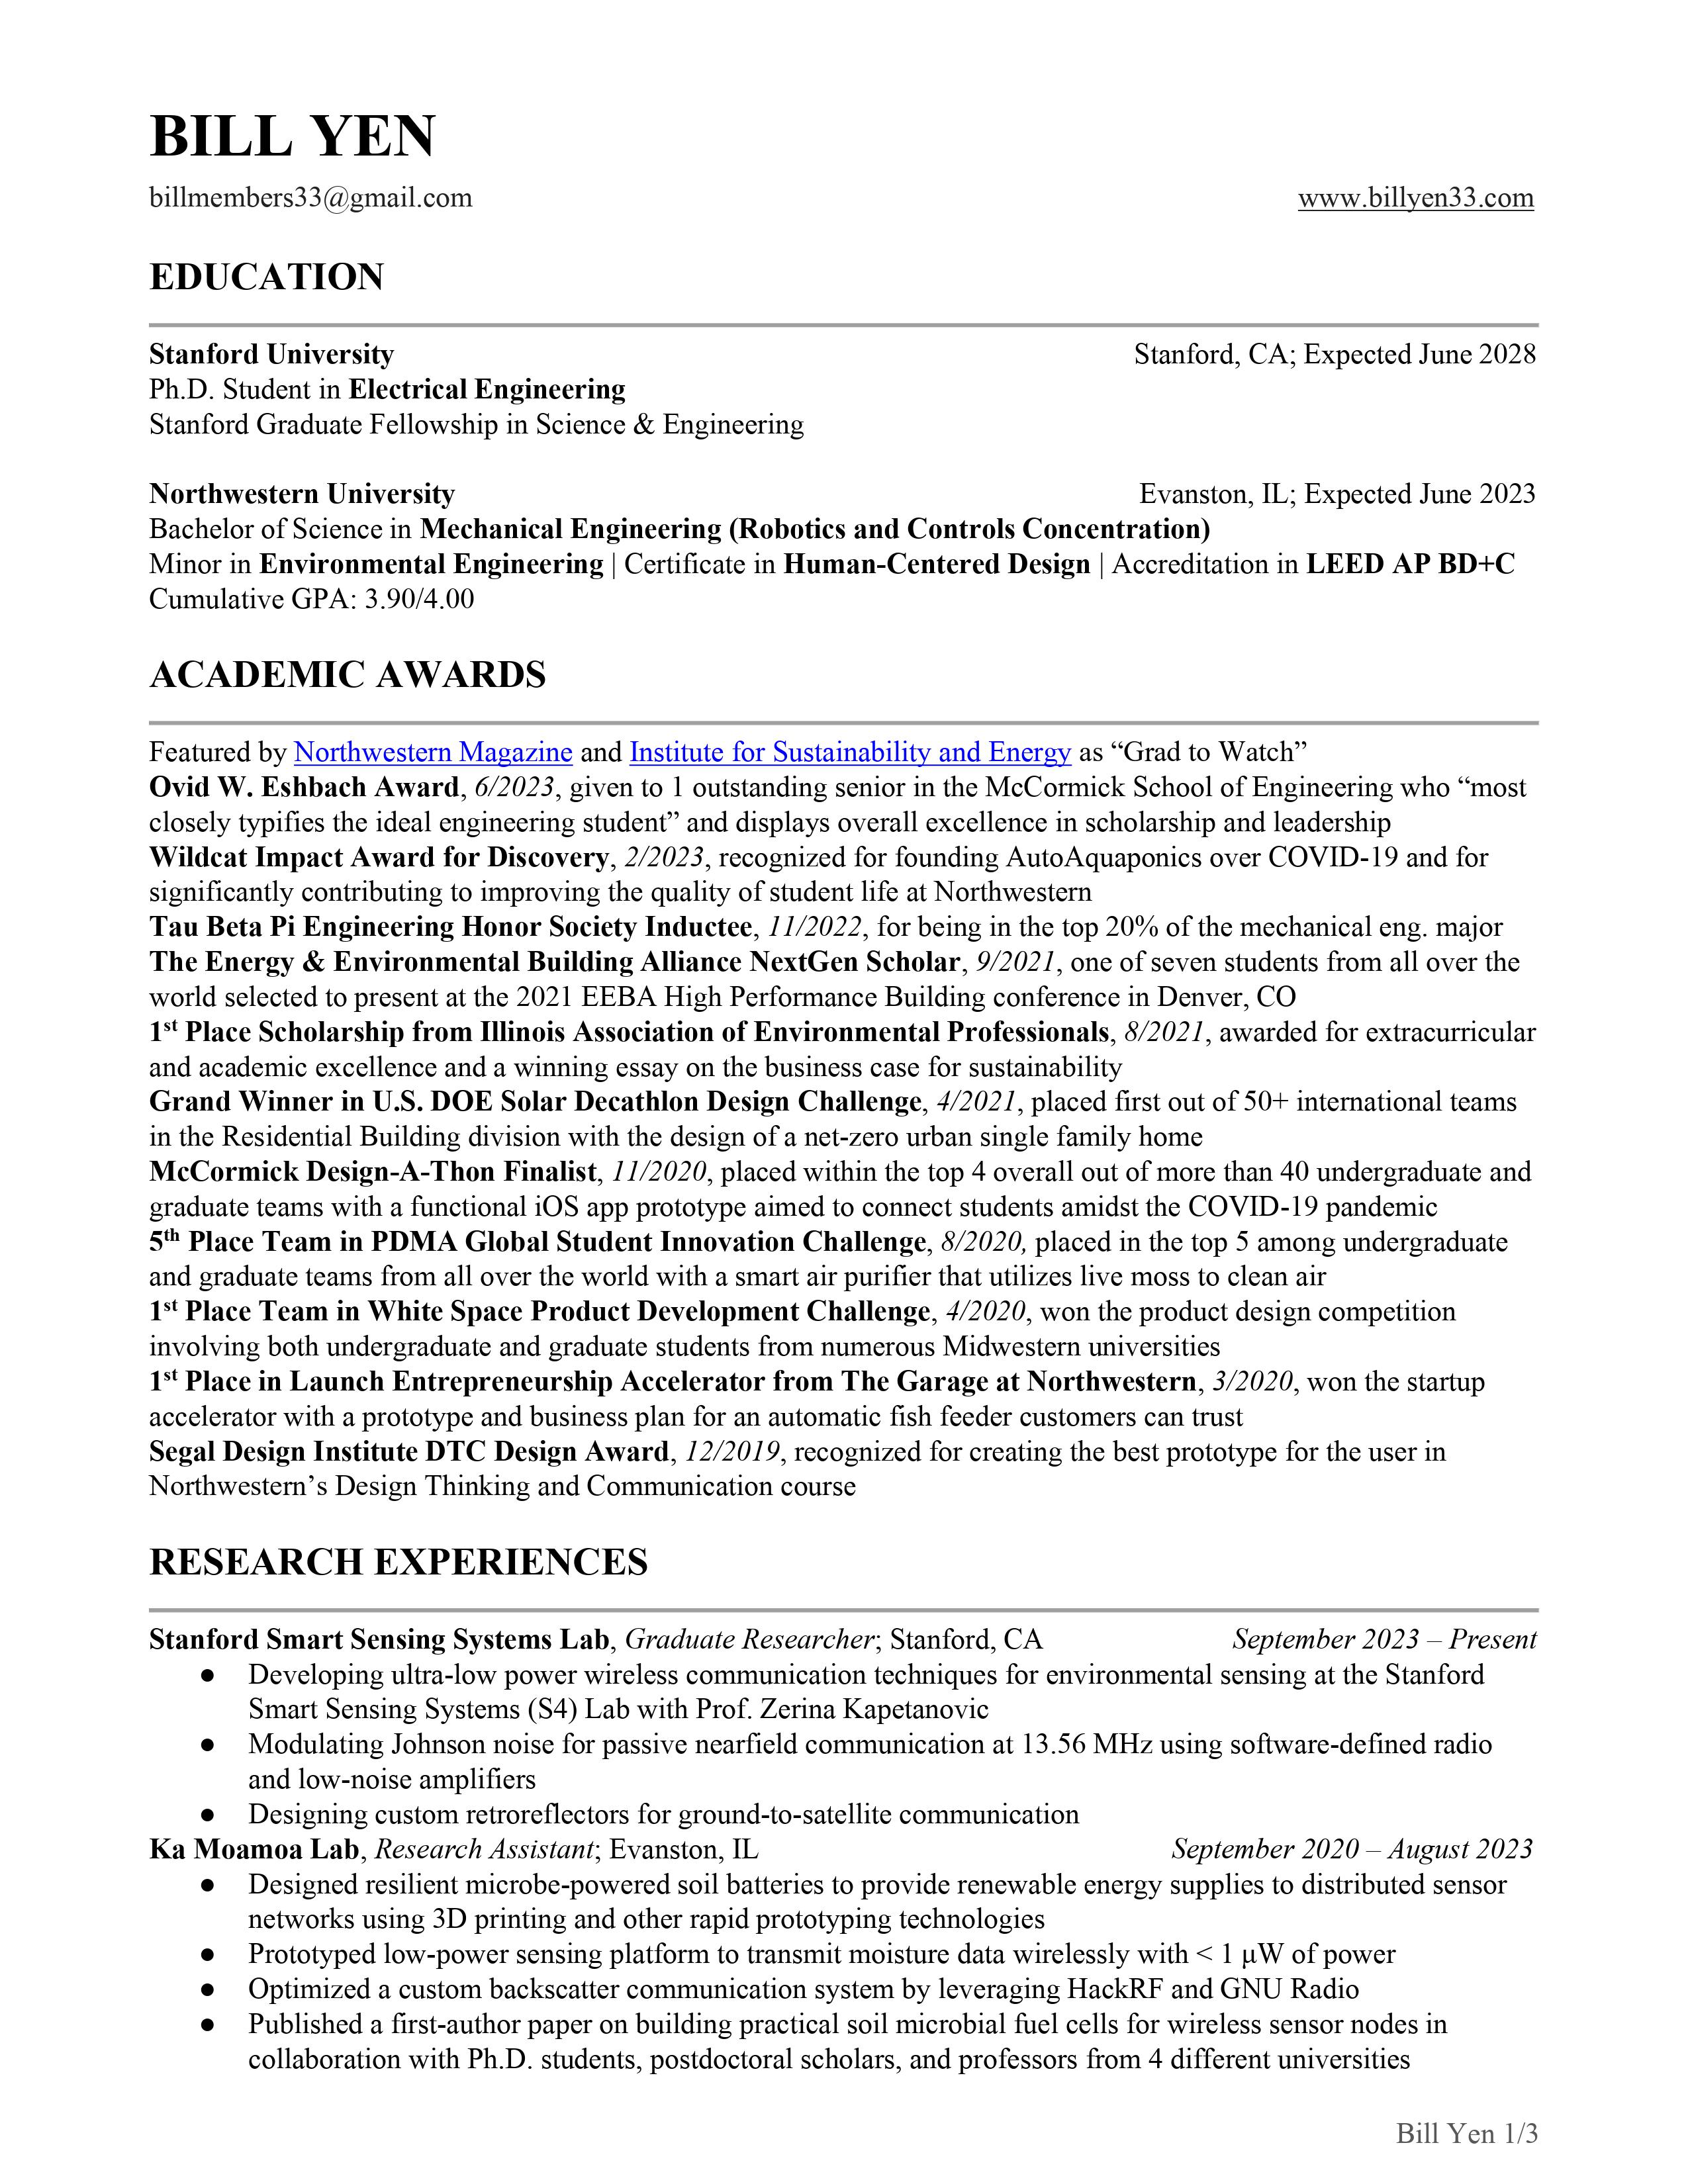 BILL YEN
billmembers33@gmail.com www.billyen33.com
EDUCATION
Stanford University Stanford, CA; Expected June 2028
Ph.D. Student in Electrical Engineering
Stanford Graduate Fellowship in Science & Engineering
Northwestern University Evanston, IL; Expected June 2023
Bachelor of Science in Mechanical Engineering (Robotics and Controls Concentration)
Minor in Environmental Engineering | Certificate in Human-Centered Design | Accreditation in LEED AP BD+C
Cumulative GPA: 3.90/4.00
ACADEMIC AWARDS
Featured by Northwestern Magazine and Institute for Sustainability and Energy as “Grad to Watch”
Ovid W. Eshbach Award, 6/2023, given to 1 outstanding senior in the McCormick School of Engineering who “most
closely typifies the ideal engineering student” and displays overall excellence in scholarship and leadership
Wildcat Impact Award for Discovery, 2/2023, recognized for founding AutoAquaponics over COVID-19 and for
significantly contributing to improving the quality of student life at Northwestern
Tau Beta Pi Engineering Honor Society Inductee, 11/2022, for being in the top 20% of the mechanical eng. major
The Energy & Environmental Building Alliance NextGen Scholar, 9/2021, one of seven students from all over the
world selected to present at the 2021 EEBA High Performance Building conference in Denver, CO
1st Place Scholarship from Illinois Association of Environmental Professionals, 8/2021, awarded for extracurricular
and academic excellence and a winning essay on the business case for sustainability
Grand Winner in U.S. DOE Solar Decathlon Design Challenge, 4/2021, placed first out of 50+ international teams
in the Residential Building division with the design of a net-zero urban single family home
McCormick Design-A-Thon Finalist, 11/2020, placed within the top 4 overall out of more than 40 undergraduate and
graduate teams with a functional iOS app prototype aimed to connect students amidst the COVID-19 pandemic
5th Place Team in PDMA Global Student Innovation Challenge, 8/2020, placed in the top 5 among undergraduate
and graduate teams from all over the world with a smart air purifier that utilizes live moss to clean air
1st Place Team in White Space Product Development Challenge, 4/2020, won the product design competition
involving both undergraduate and graduate students from numerous Midwestern universities
1st Place in Launch Entrepreneurship Accelerator from The Garage at Northwestern, 3/2020, won the startup
accelerator with a prototype and business plan for an automatic fish feeder customers can trust
Segal Design Institute DTC Design Award, 12/2019, recognized for creating the best prototype for the user in
Northwestern’s Design Thinking and Communication course
RESEARCH EXPERIENCES
Stanford Smart Sensing Systems Lab, Graduate Researcher; Stanford, CA September 2023 – Present
● Developing ultra-low power wireless communication techniques for environmental sensing at the Stanford
Smart Sensing Systems (S4) Lab with Prof. Zerina Kapetanovic
● Modulating Johnson noise for passive nearfield communication at 13.56 MHz using software-defined radio
and low-noise amplifiers
● Designing custom retroreflectors for ground-to-satellite communication
Ka Moamoa Lab, Research Assistant; Evanston, IL September 2020 – August 2023
● Designed resilient microbe-powered soil batteries to provide renewable energy supplies to distributed sensor
networks using 3D printing and other rapid prototyping technologies
● Prototyped low-power sensing platform to transmit moisture data wirelessly with < 1 μW of power
● Optimized a custom backscatter communication system by leveraging HackRF and GNU Radio
● Published a first-author paper on building practical soil microbial fuel cells for wireless sensor nodes in
collaboration with Ph.D. students, postdoctoral scholars, and professors from 4 different universities
Bill Yen 1/3